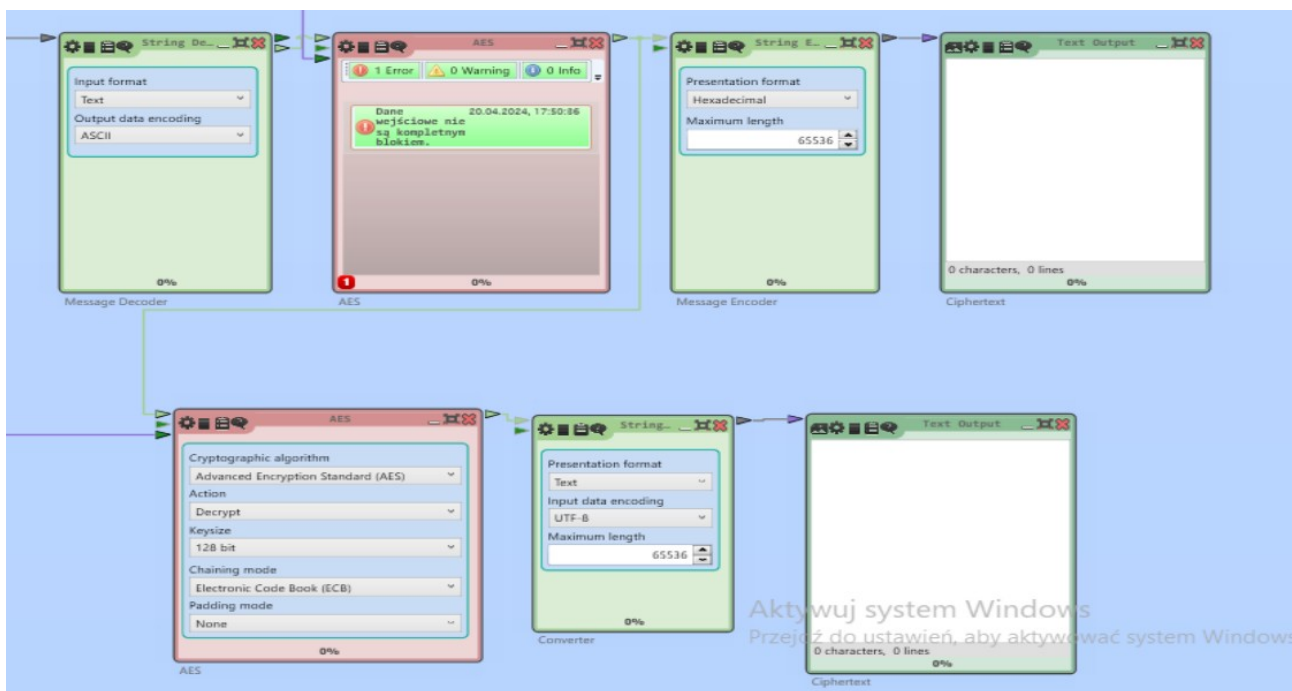 String De...
AES
String E...
Text Output
Input format
Text
Output data encoding
ASCII
1 Error
0 Warning
0 Info
Dane wejściowe nie są kompletnym blokiem.
20.04.2024, 17:50:86
Presentation format
Hexadecimal
Maximum length
65536
0 characters, 0 lines
0%
1
0%
0%
0%
Message Decoder
AES
Message Encoder
Ciphertext
AES
Cryptographic algorithm
Advanced Encryption Standard (AES)
Action
Decrypt
Keysize
128 bit
Chaining mode
Electronic Code Book (ECB)
Padding mode
None
0%
AES
String...
Presentation format
Text
Input data encoding
UTF-8
Maximum length
65536
0%
Converter
Text Output
Aktywuj system Windows
Przejdź do ustawień, aby aktywować system Windows
0 characters, 0 lines
0%
Ciphertext